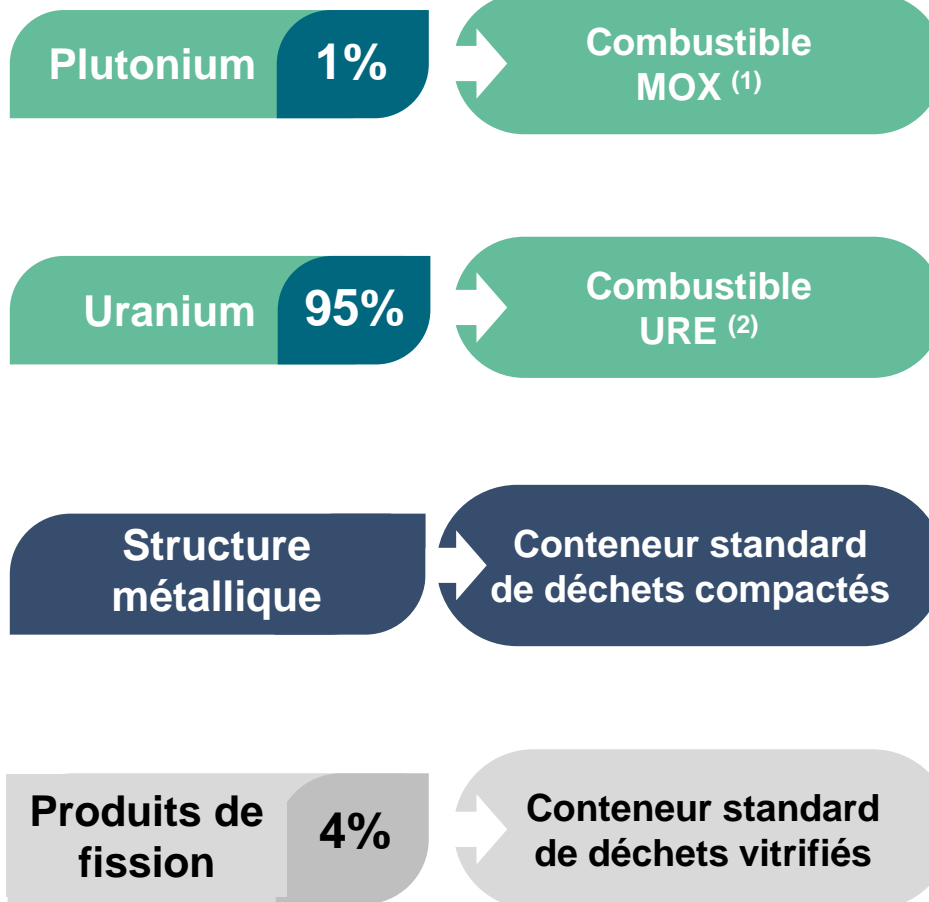 Plutonium 1%
Combustible
MOX (1)
Uranium 95%
Combustible
URE (2)
Structure
métallique
Conteneur standard
de déchets compactés
Produits de
fission
4%
Conteneur standard
de déchets vitrifiés